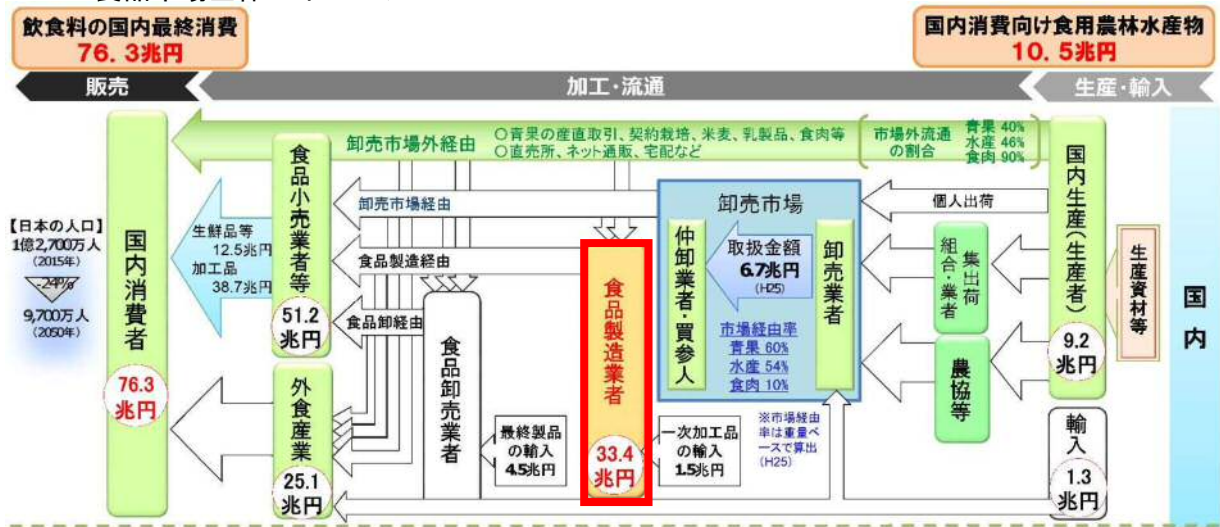 飲食料の国内最終消費
76.3兆円
国内消費向け食用農林水産物
10.5兆円
販売
加工・流通
生産・輸入
卸売市場外経由
○青果の産直取引、契約栽培、米麦、乳製品、食肉等
○直売所、ネット通販、宅配など
市場外流通
の割合
青果 40%
水産 46%
食肉 90%
【日本の人口】
1億2,700万人
(2015年)
-24%
9,700万人
(2050年)
国内消費者
76.3
兆円
生鮮品等
12.5兆円
加工品
38.7兆円
食品小売業者等
51.2
兆円
外食産業
25.1
兆円
卸売市場経由
食品製造経由
食品卸経由
食品卸売業者
最終製品
の輸入
4.5兆円
食品製造業者
33.4
兆円
一次加工品
の輸入
1.5兆円
卸売市場
仲卸業者・買参人
取扱金額
6.7兆円
(H25)
市場経由率
青果 60%
水産 54%
食肉 10%
卸売業者
※市場経由
率は重量ベ
ースで算出
(H25)
個人出荷
集出荷
組合・業者
農協等
国内生産(生産者)
9.2
兆円
輸入
1.3
兆円
生産資材等
国内